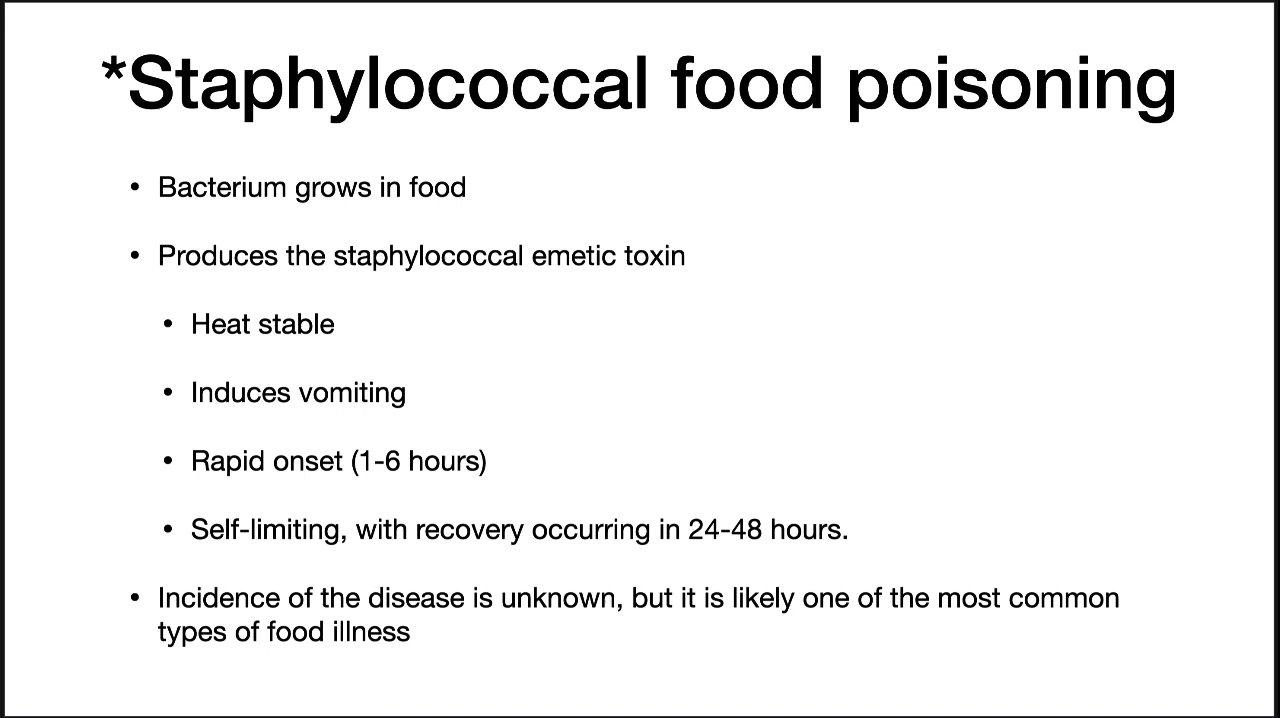 *Staphylococcal food poisoning
• Bacterium grows in food
• Produces the staphylococcal emetic toxin
• Heat stable
• Induces vomiting
• Rapid onset (1-6 hours)
• Self-limiting, with recovery occurring in 24-48 hours.
• Incidence of the disease is unknown, but it is likely one of the most common
types of food illness